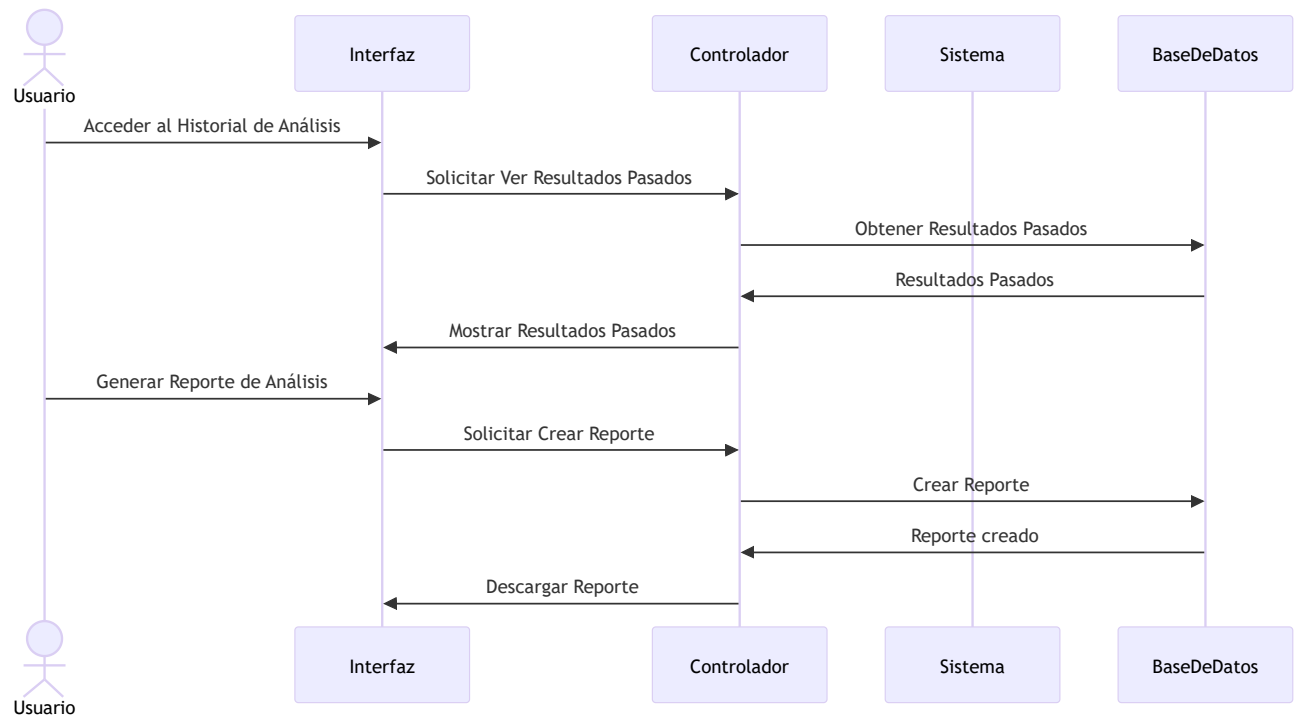 Usuario
Interfaz
Controlador
Sistema
BaseDeDatos
Acceder al Historial de Análisis
Solicitar Ver Resultados Pasados
Obtener Resultados Pasados
Resultados Pasados
Mostrar Resultados Pasados
Generar Reporte de Análisis
Solicitar Crear Reporte
Crear Reporte
Reporte creado
Descargar Reporte
Usuario
Interfaz
Controlador
Sistema
BaseDeDatos